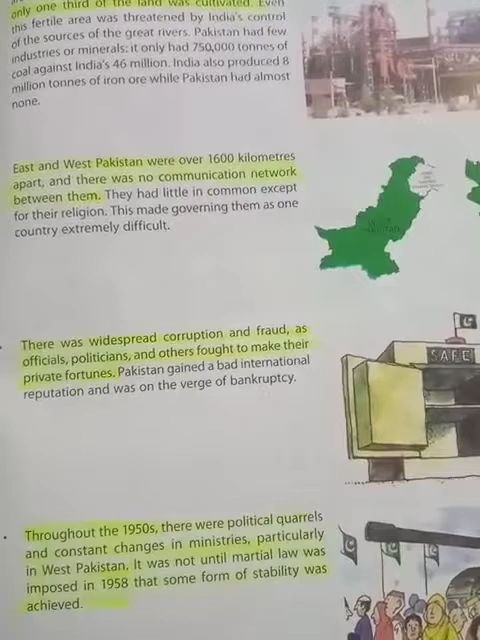 only one third of the land was cultivated. Even
this fertile area was threatened by India's control
of the sources of the great rivers. Pakistan had few
industries or minerals: it only had 750,000 tonnes of
coal against India's 46 million. India also produced 8
million tonnes of iron ore while Pakistan had almost
none.
East and West Pakistan were over 1600 kilometres
apart, and there was no communication network
between them. They had little in common except
for their religion. This made governing them as one
country extremely difficult.
There was widespread corruption and fraud, as
officials, politicians, and others fought to make their
private fortunes. Pakistan gained a bad international
reputation and was on the verge of bankruptcy.
SAFE
Throughout the 1950s, there were political quarrels
and constant changes in ministries, particularly
in West Pakistan. It was not until martial law was
imposed in 1958 that some form of stability was
achieved.